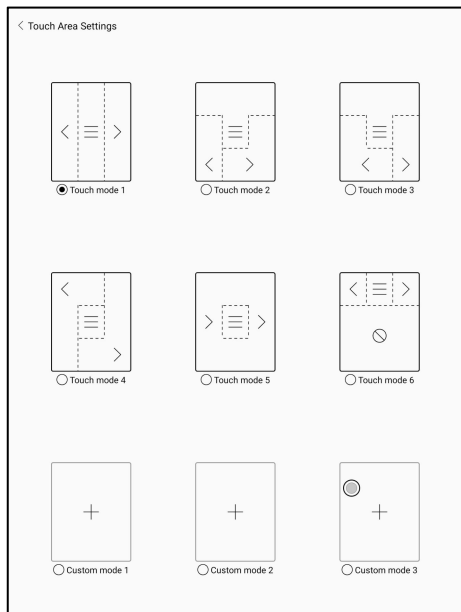 Touch Area Settings
Touch mode 1
Touch mode 2
Touch mode 3
Touch mode 4
Touch mode 5
Touch mode 6
Custom mode 1
Custom mode 2
Custom mode 3